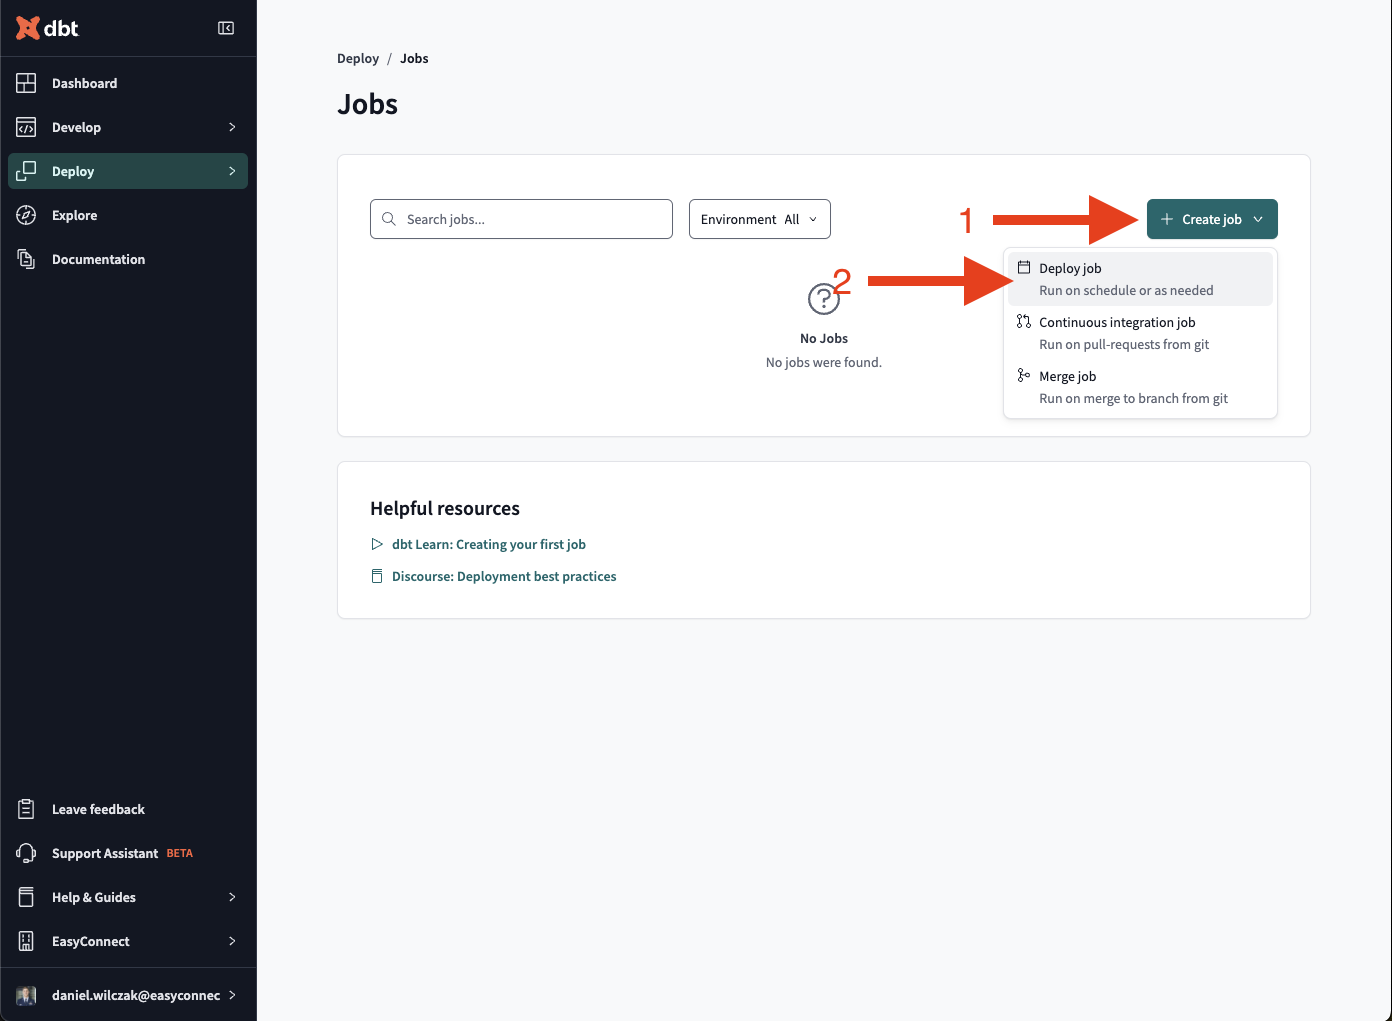 dbt
Dashboard
Develop
Deploy
Explore
Documentation
Leave feedback
Support Assistant BETA
Help & Guides
EasyConnect
daniel.wilczak@easyconnec
Deploy / Jobs
Jobs
Search jobs...
Environment All
1
Create job
2
Deploy job
Run on schedule or as needed
Continuous integration job
Run on pull-requests from git
Merge job
Run on merge to branch from git
No Jobs
No jobs were found.
Helpful resources
dbt Learn: Creating your first job
Discourse: Deployment best practices